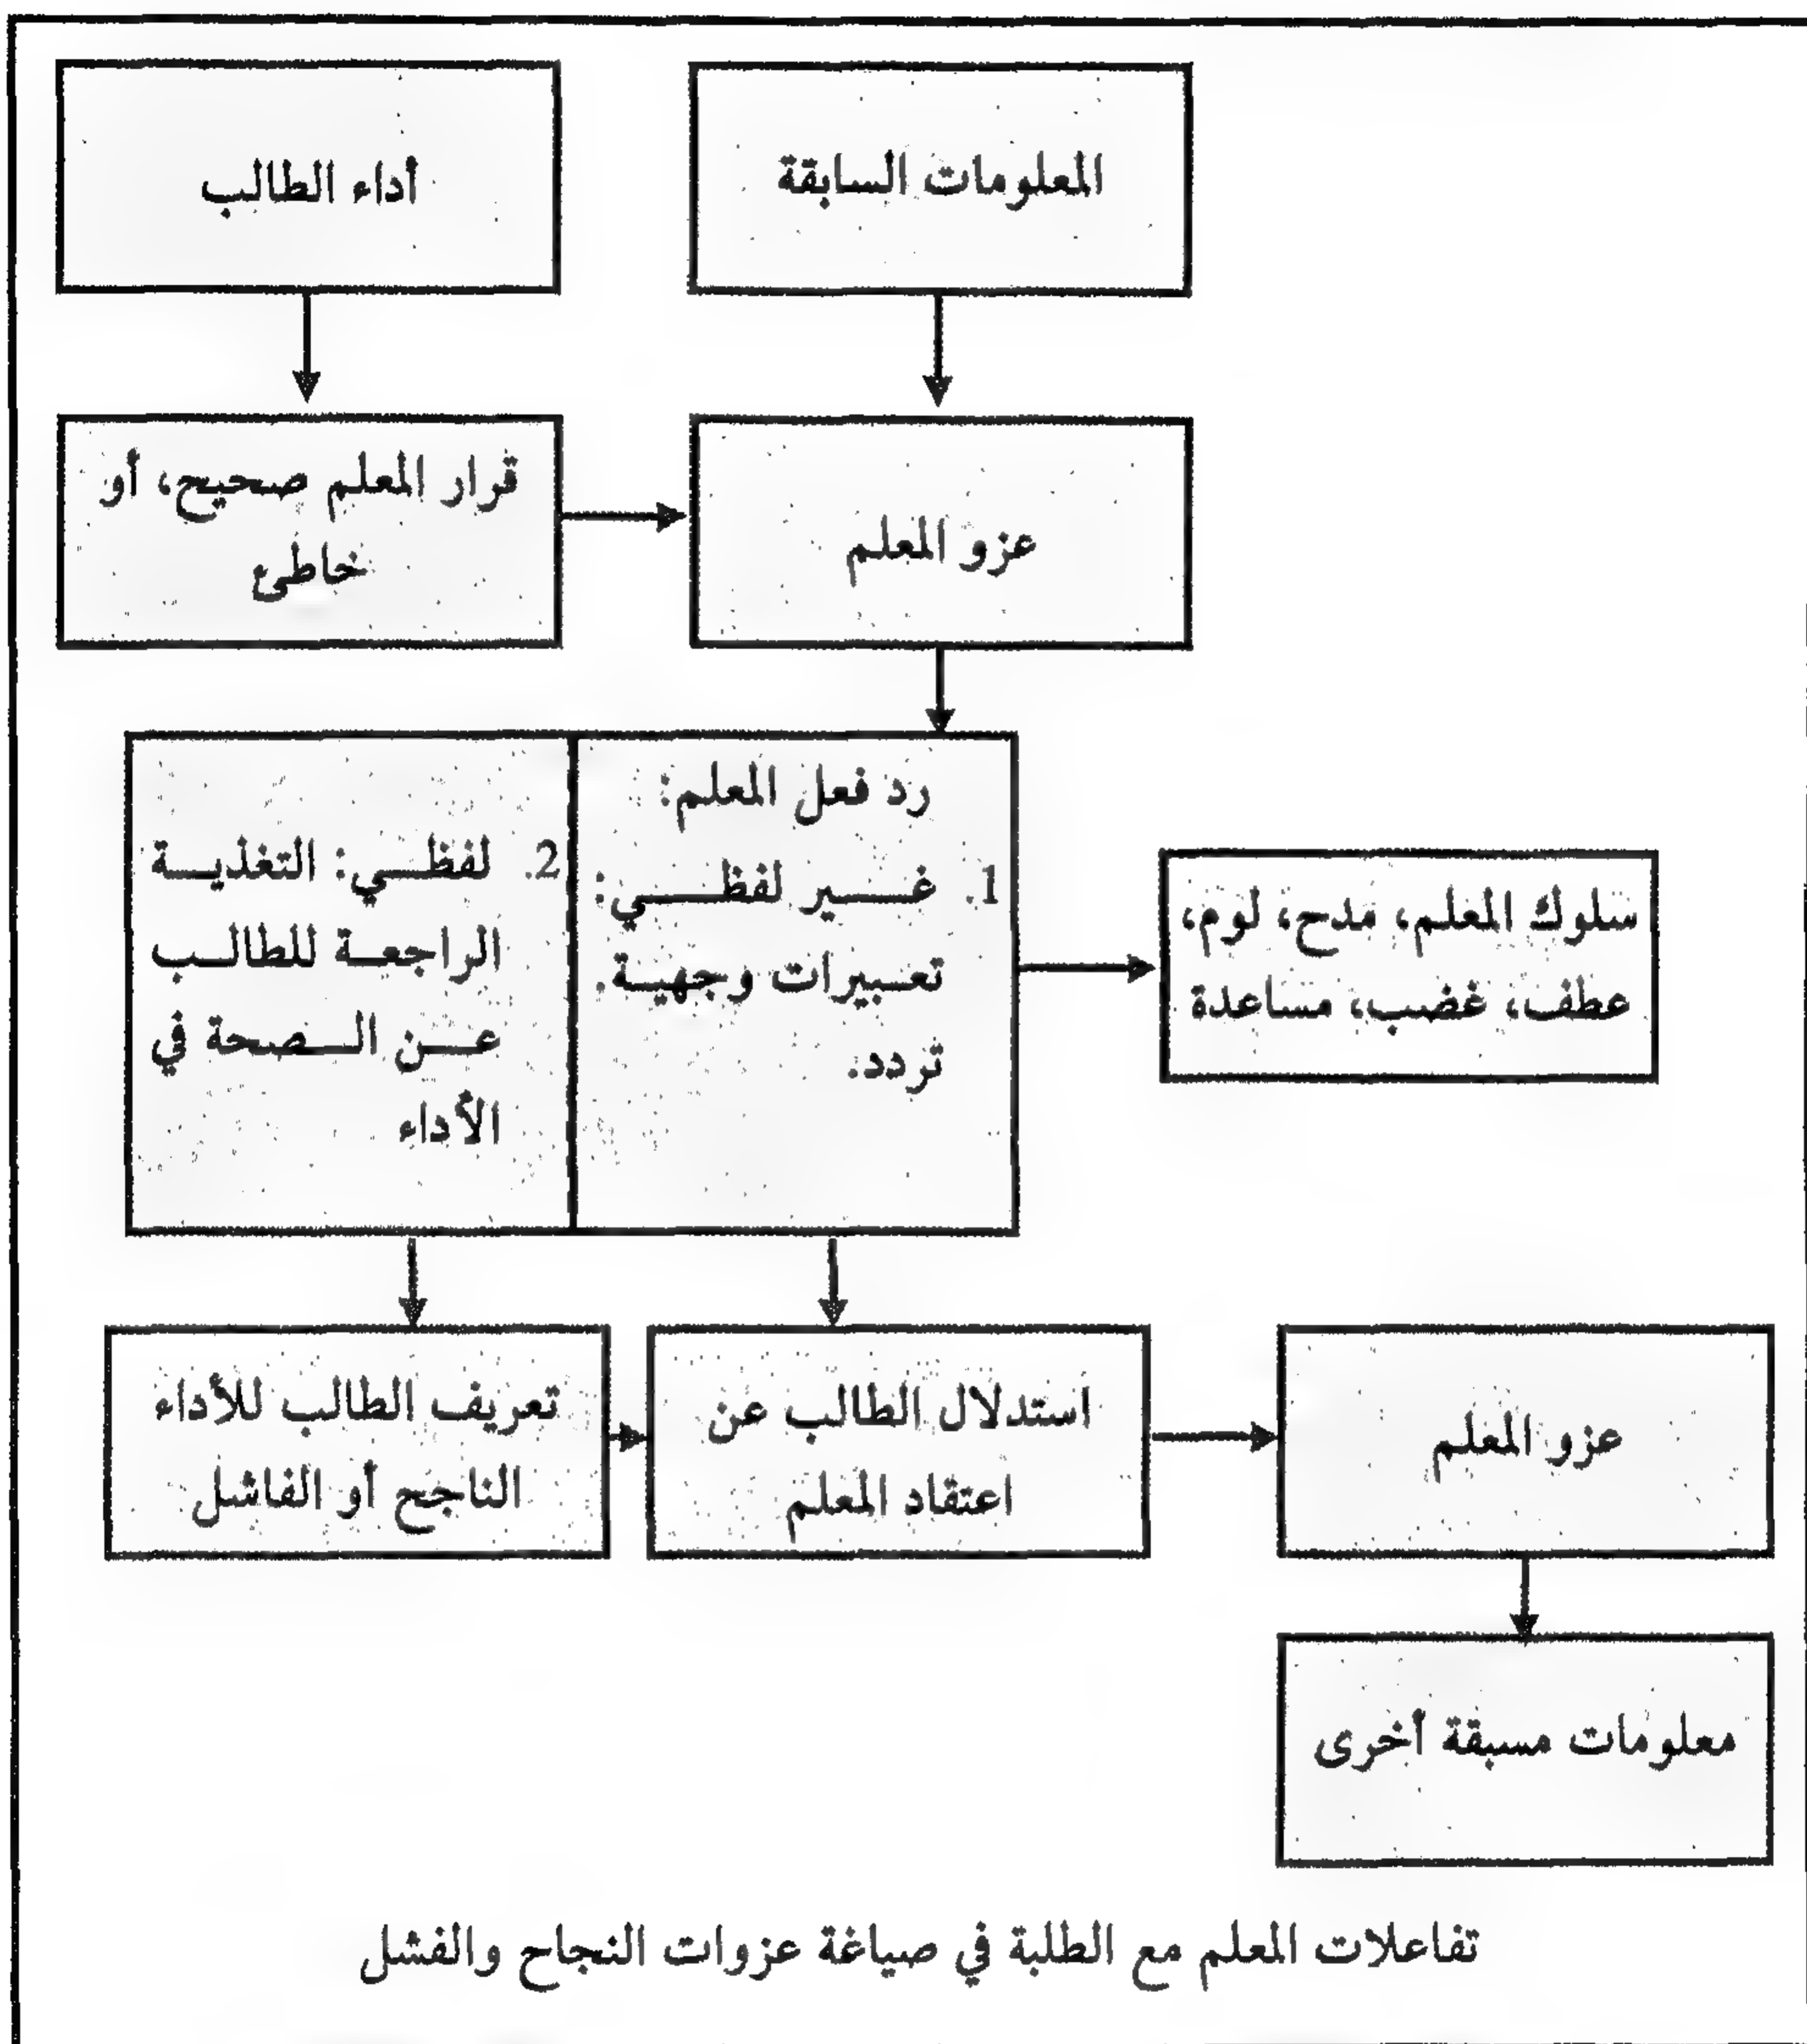 المعلومات السابقة
أداء الطالب
عزو المعلم
قرار المعلم صحيح، أو
خاطئ
رد فعل المعلم:
1. غير لفظي:
تعبيرات وجهية.
تردد.
2. لفظي: التغذية
الراجعة للطالب
عن الصحة في
الأداء
سلوك المعلم، مدح، لوم،
عطف، غضب، مساعدة
عزو المعلم
استدلال الطالب عن
اعتقاد المعلم
تعريف الطالب للأداء
الناجح أو الفاشل
معلومات مسبقة أخرى
تفاعلات المعلم مع الطلبة في صياغة عزوات النجاح والفشل